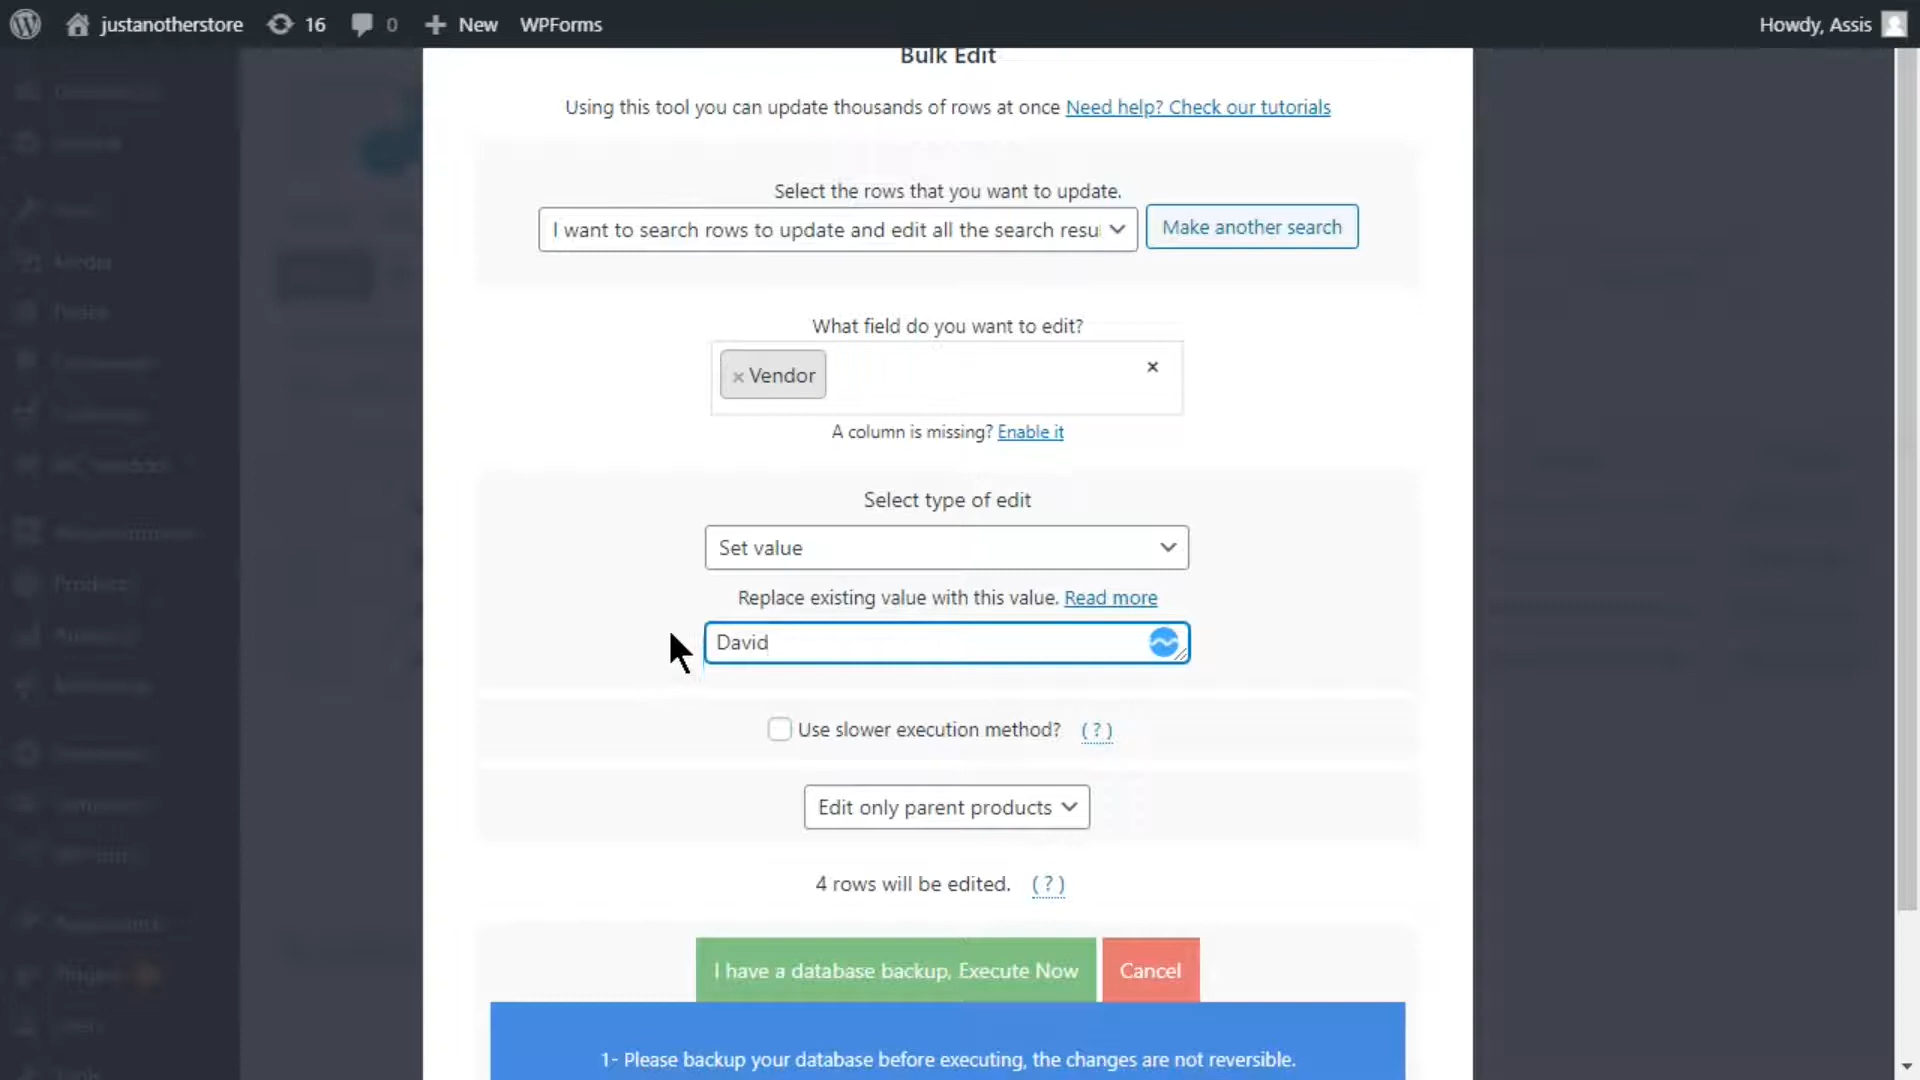 justanotherstore 16 0 New WPForms Howdy, Assis
Bulk Edit
Using this tool you can update thousands of rows at once Need help? Check our tutorials
Select the rows that you want to update.
I want to search rows to update and edit all the search resu Make another search
What field do you want to edit?
× Vendor ×
A column is missing? Enable it
Select type of edit
Set value
Replace existing value with this value. Read more
David
Use slower execution method? (?)
Edit only parent products
4 rows will be edited. (?)
I have a database backup, Execute Now Cancel
1- Please backup your database before executing, the changes are not reversible.